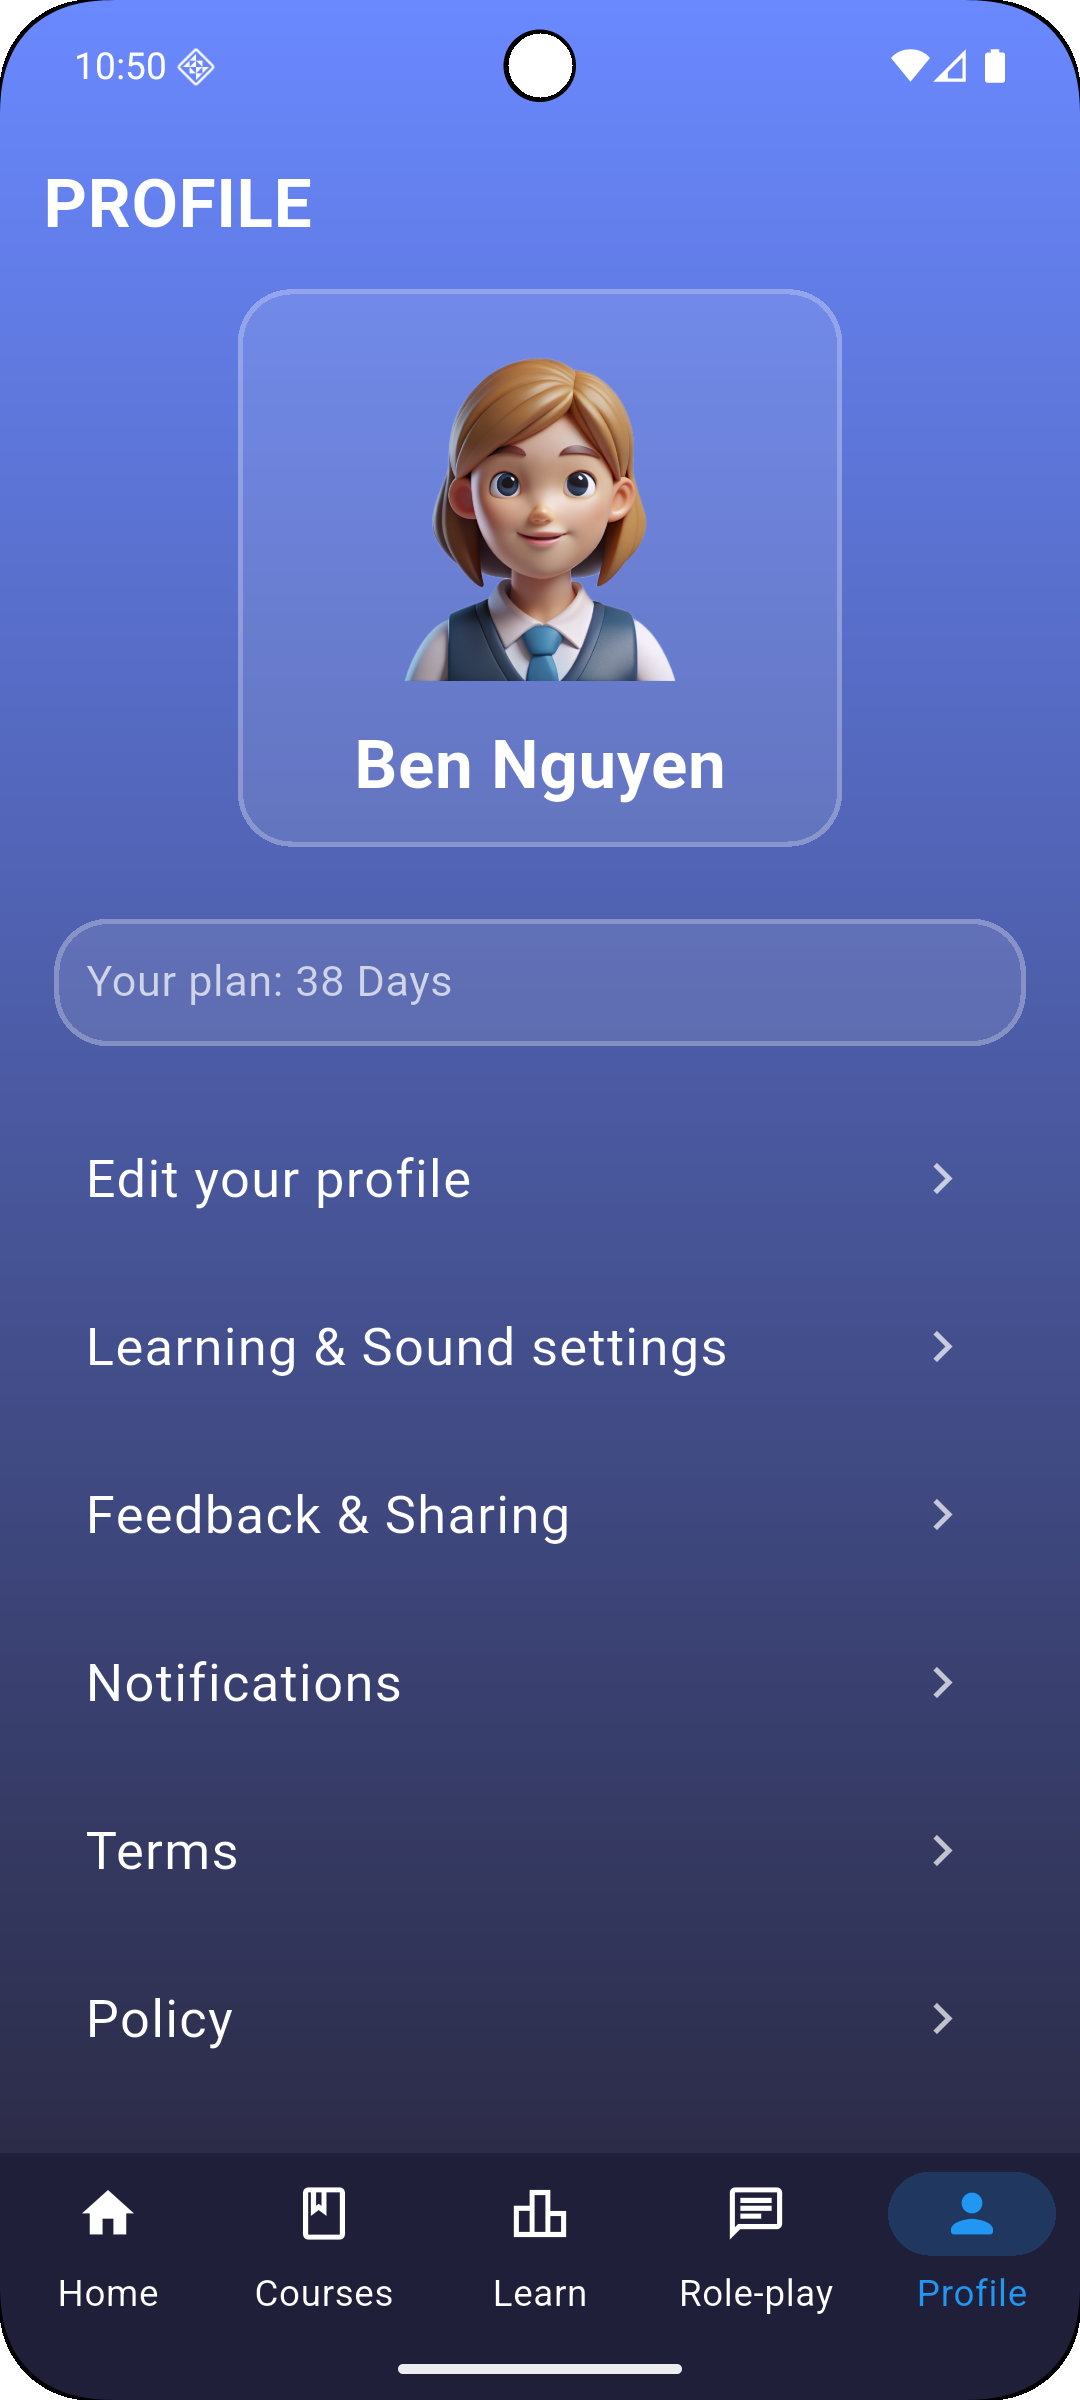 10:50
PROFILE
Ben Nguyen
Your plan: 38 Days
Edit your profile
Learning & Sound settings
Feedback & Sharing
Notifications
Terms
Policy
Home
Courses
Learn
Role-play
Profile